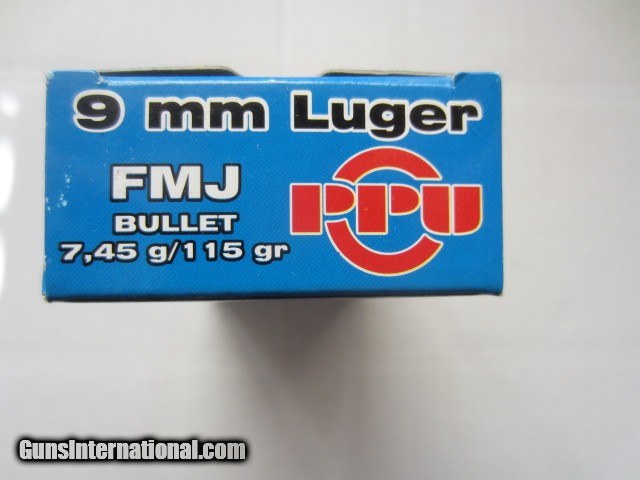 9 mm Luger
FMJ
BULLET
7,45 g/115 gr
PPU
GunsInternational.com